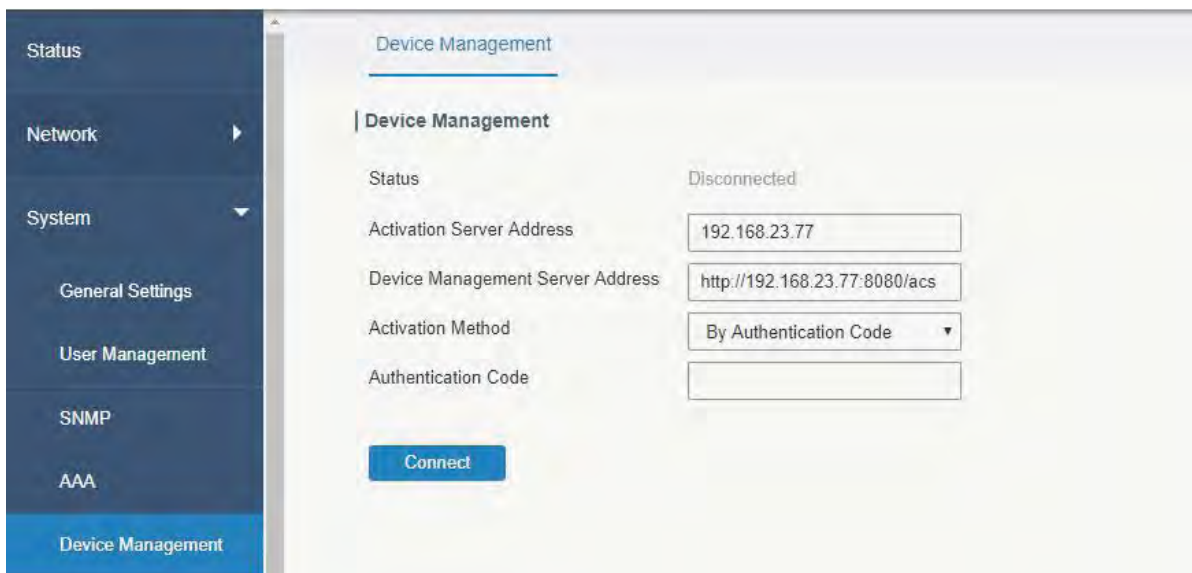 Status
Network
System
General Settings
User Management
SNMP
AAA
Device Management
Device Management
Device Management
Status Disconnected
Activation Server Address 192.168.23.77
Device Management Server Address http://192.168.23.77:8080/acs
Activation Method By Authentication Code
Authentication Code
Connect